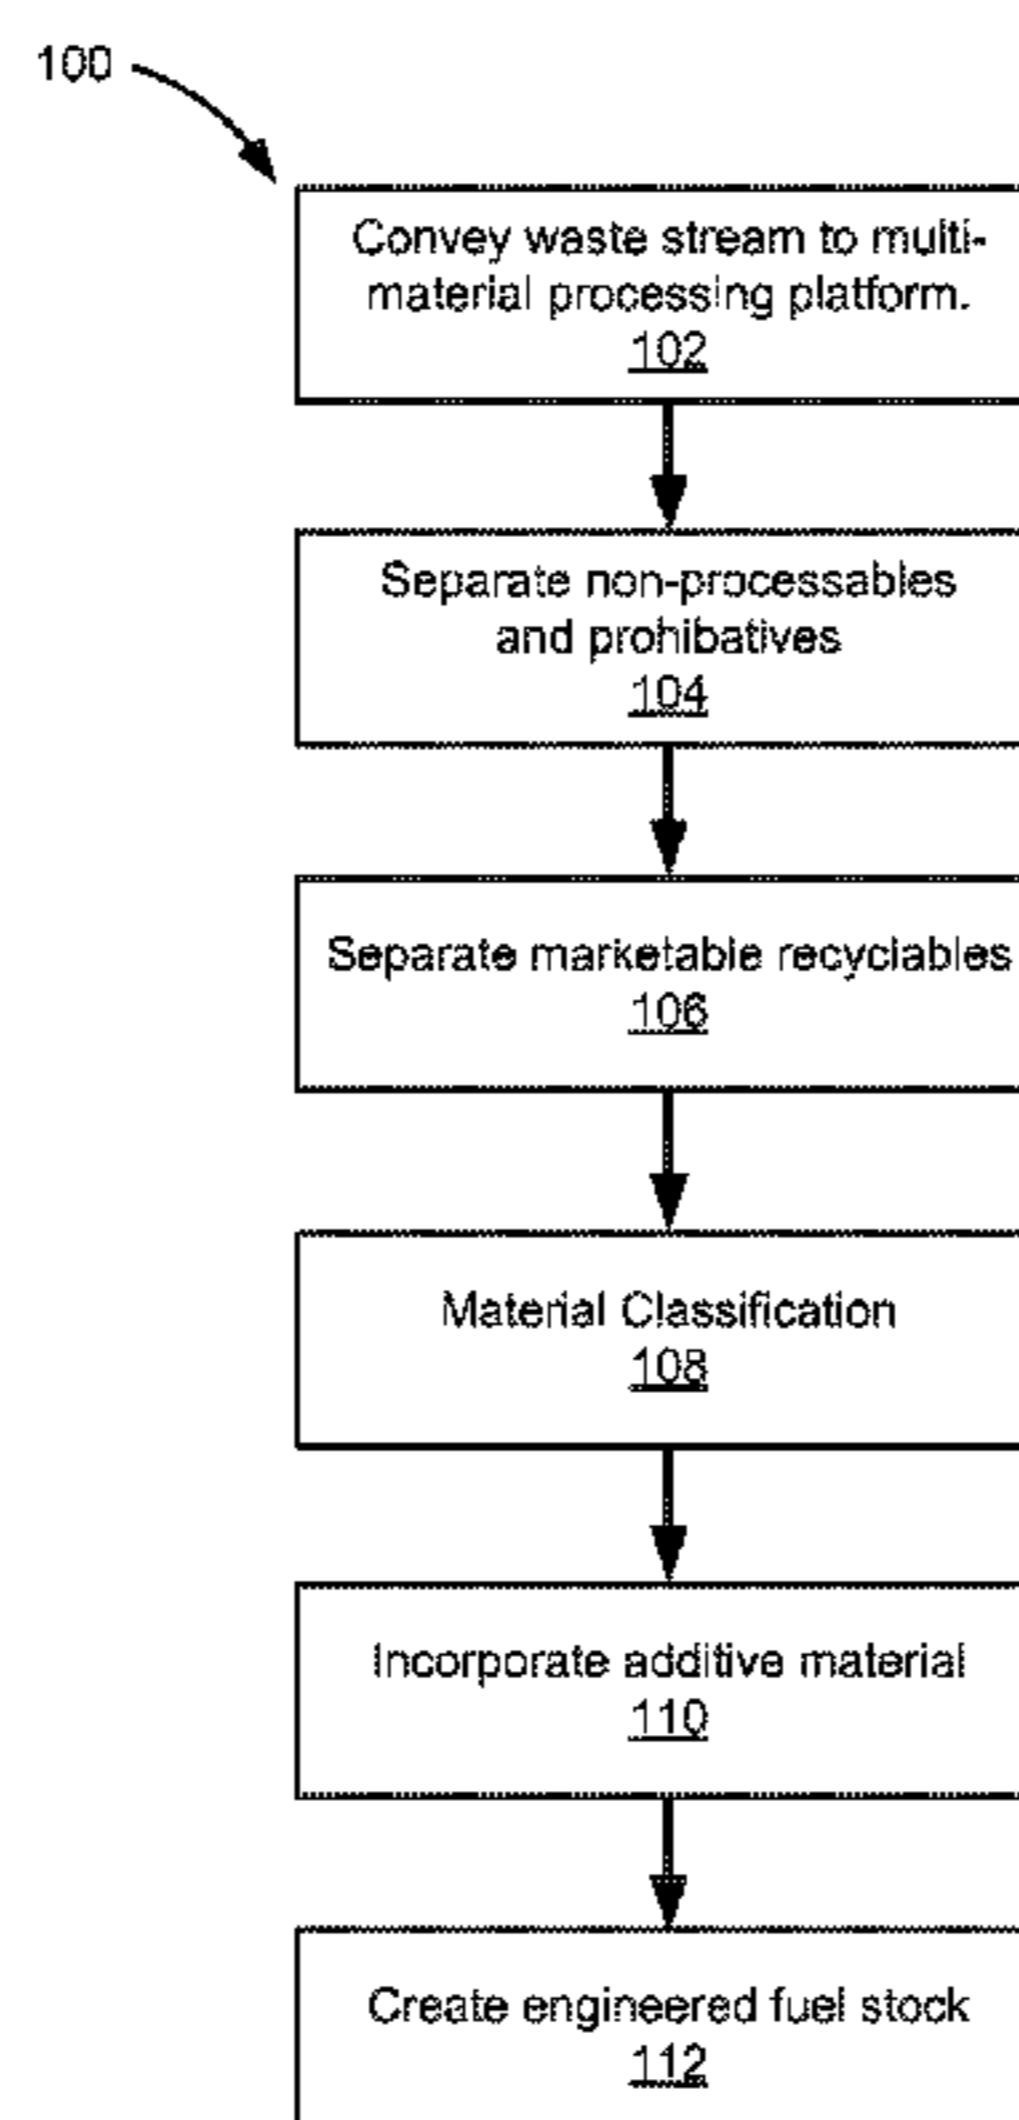 100
Convey waste stream to multi-
material processing platform.
102
Separate non-processables
and prohibatives
104
Separate marketable recyclables
106
Material Classification
108
Incorporate additive material
110
Create engineered fuel stock
112